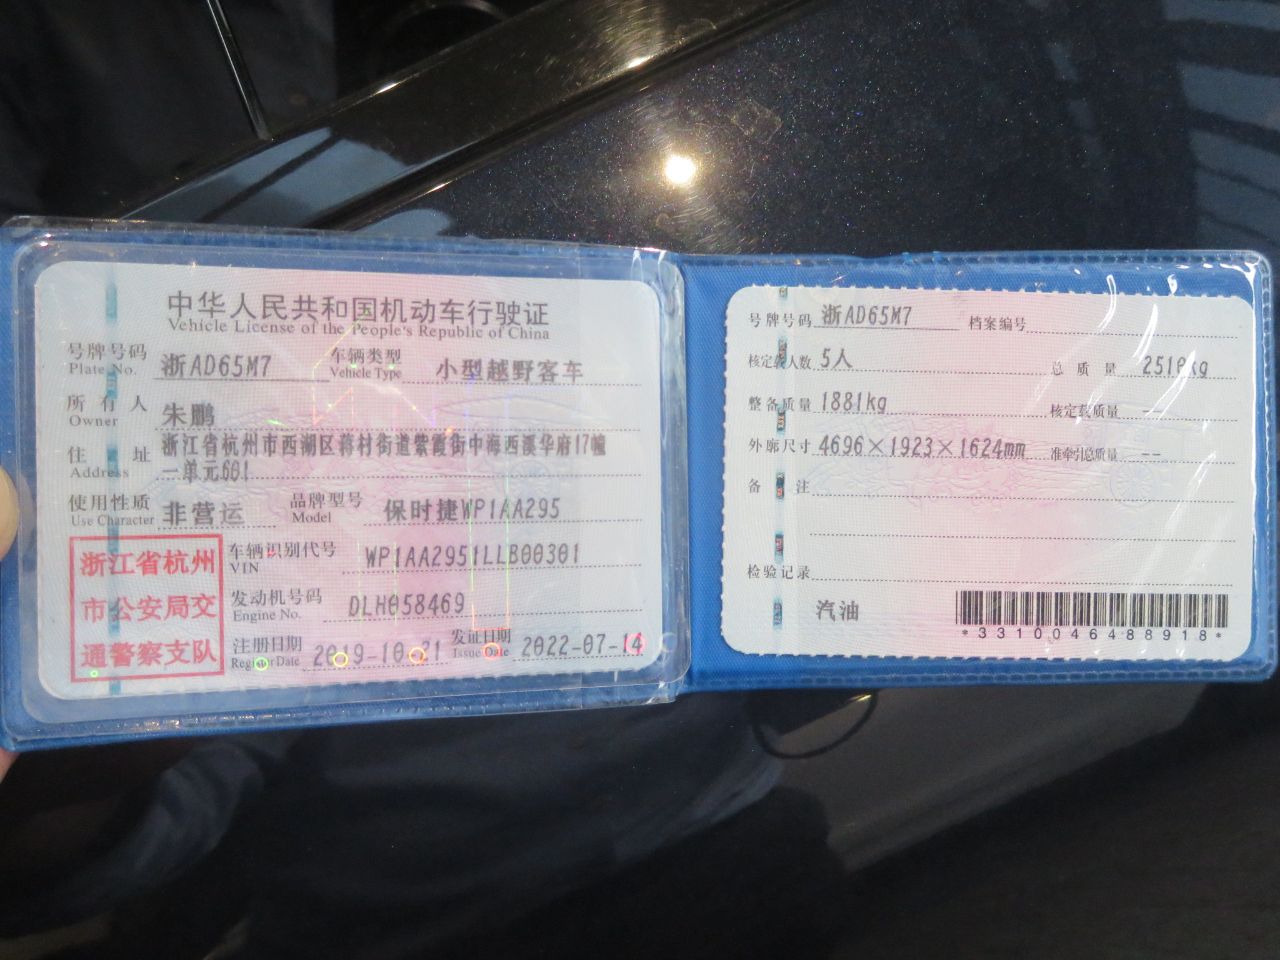 中华人民共和国机动车行驶证
Vehicle License of the People's Republic of China
号牌号码 浙AD65M7 车辆类型 小型越野客车
Plate No. Vehicle Type
所有人 朱鹏
Owner
住址 浙江省杭州市西湖区蒋村街道紫霞街中海西溪华府17幢
Address 一单元601
使用性质 非营运 品牌型号 保时捷WP1AA295
Use Character Model
浙江省杭州
市公安局交
通警察支队
车辆识别代号 WP1AA2951LLB00301
VIN
发动机号码 DLH058469
Engine No.
注册日期 2019-10-21 发证日期 2022-07-14
Register Date Issue Date
号牌号码 浙AD65M7 档案编号
核定载人数 5人 总质量 2510kg
整备质量 1881kg 核定载质量 --
外廓尺寸 4696×1923×1624mm 准牵引总质量 --
备注
检验记录
汽油
*3310046488918*